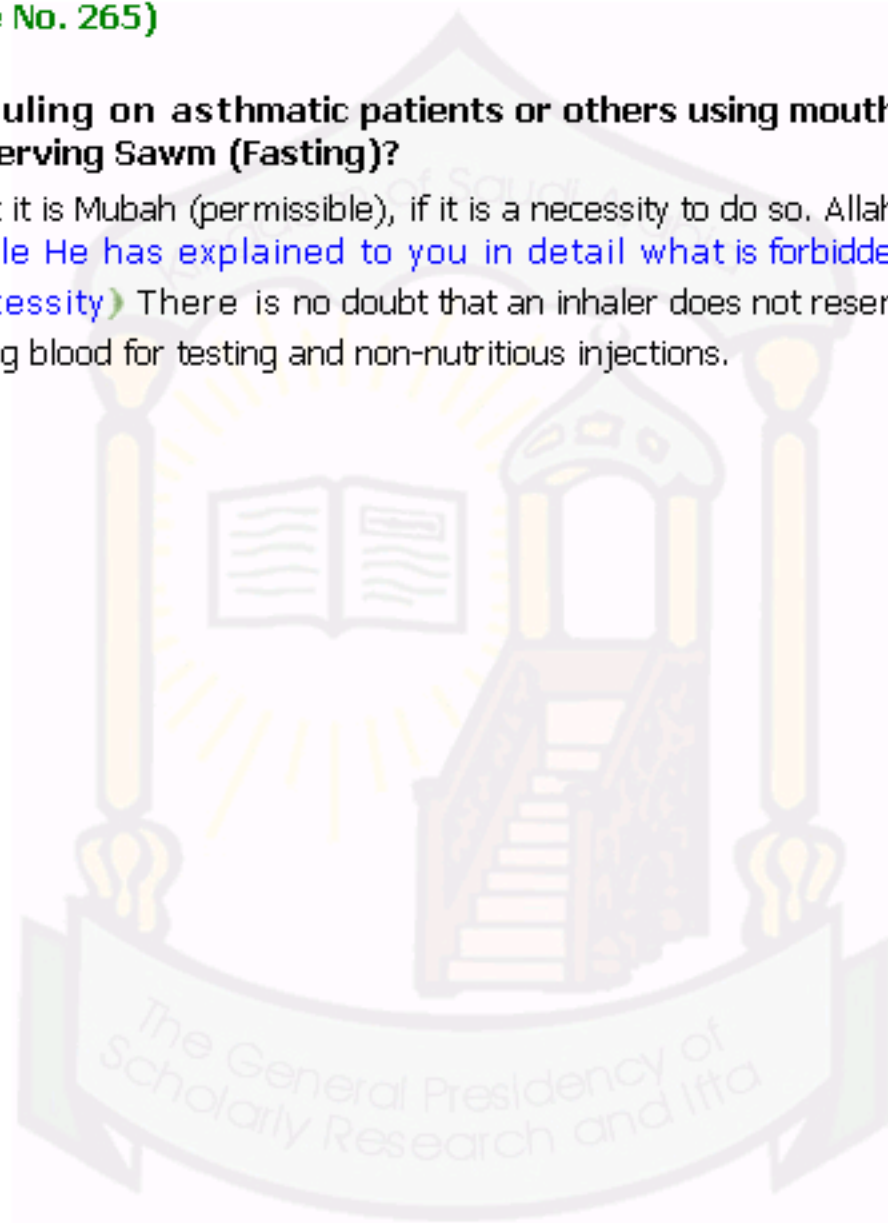 e No. 265)
uling on asthmatic patients or others using mouth
erving Sawm (Fasting)?
t it is Mubah (permissible), if it is a necessity to do so. Allah
le He has explained to you in detail what is forbidde
cessity﴾ There is no doubt that an inhaler does not resem
g blood for testing and non-nutritious injections.
Kingdom of Saudi Arabia
The General Presidency of
Scholarly Research and Ifta